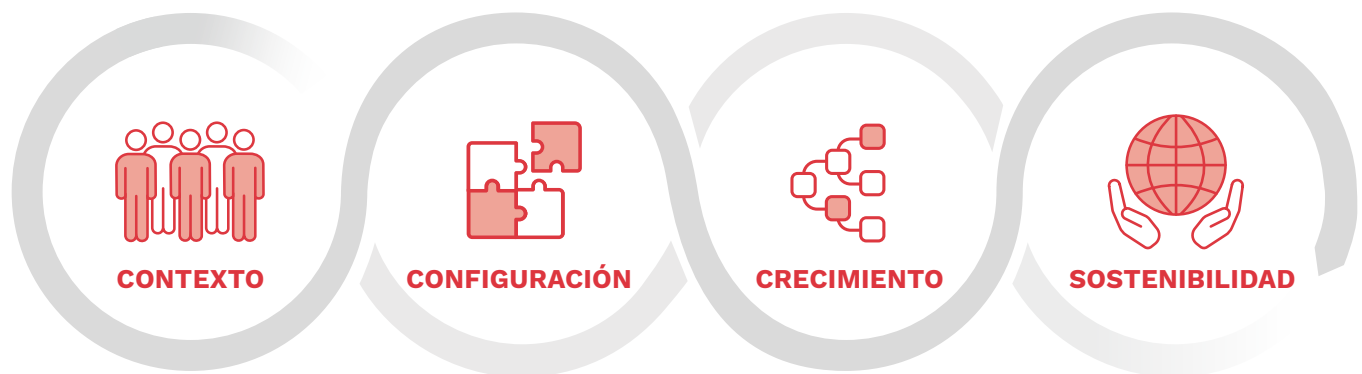 CONTEXTO
CONFIGURACIÓN
CRECIMIENTO
SOSTENIBILIDAD